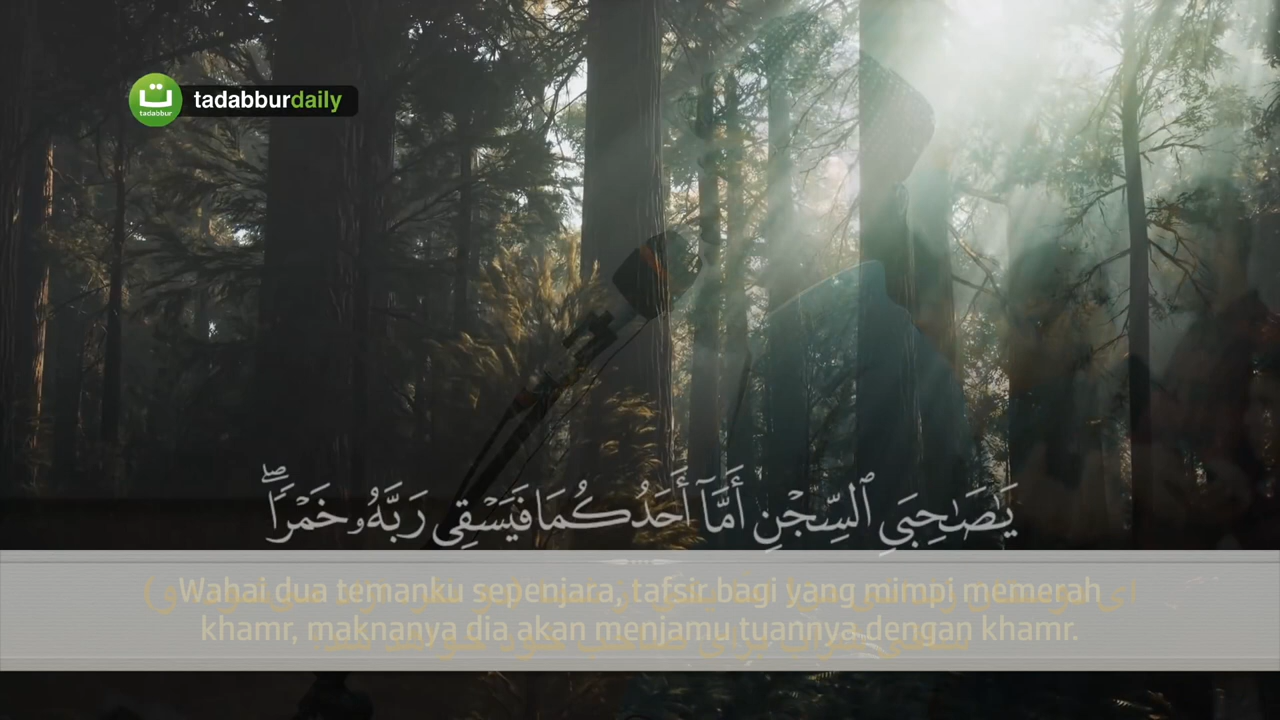 tadabbur
tadabburdaily
يَٰصَىٰحِبَيِ ٱلسِّجْنِ أَمَّآ أَحَدُكُمَا فَيَسْقِى رَبَّهُۥ خَمْرًا ۖ
Wahai dua temanku sepenjara, tafsir bagi yang mimpi memerah
khamr, maknanya dia akan menjamu tuannya dengan khamr.